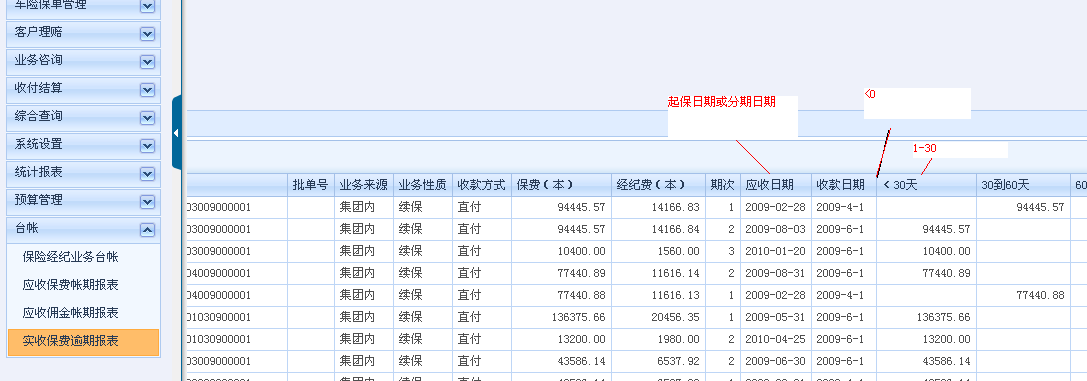 车险保单管理
客户理赔
业务咨询
收付结算
综合查询
系统设置
统计报表
预算管理
台帐
保险经纪业务台帐
应收保费帐期报表
应收佣金帐期报表
实收保费逾期报表
起保日期或分期日期
<0
1-30
批单号 业务来源 业务性质 收款方式 保费(本) 经纪费(本) 期次 应收日期 收款日期 < 30天 30到60天 60
03009000001 集团内 续保 直付 94445.57 14166.83 1 2009-02-28 2009-4-1 94445.57
03009000001 集团内 续保 直付 94445.57 14166.84 2 2009-08-03 2009-6-1 94445.57
03009000001 集团内 续保 直付 10400.00 1560.00 3 2010-01-20 2009-6-1 10400.00
04009000001 集团内 续保 直付 77440.89 11616.14 2 2009-08-31 2009-6-1 77440.89
04009000001 集团内 续保 直付 77440.88 11616.13 1 2009-02-28 2009-4-1 77440.88
01030900001 集团内 续保 直付 136375.66 20456.35 1 2009-05-31 2009-6-1 136375.66
01030900001 集团内 续保 直付 13200.00 1980.00 2 2010-04-25 2009-6-1 13200.00
03009000001 集团内 续保 直付 43586.14 6537.92 2 2009-06-30 2009-6-1 43586.14